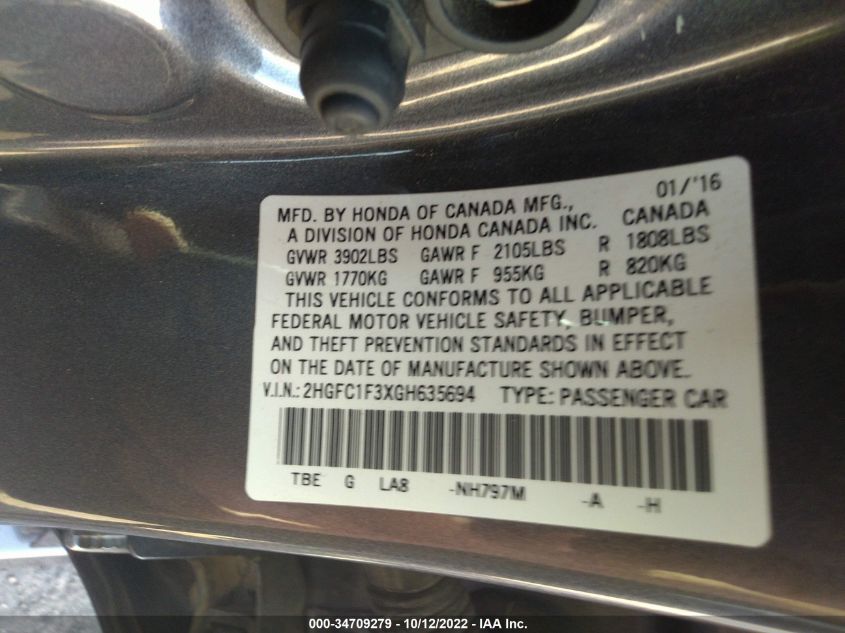 01/'16
MFD. BY HONDA OF CANADA MFG., CANADA
A DIVISION OF HONDA CANADA INC.
GVWR 3902LBS GAWR F 2105LBS R 1808LBS
GVWR 1770KG GAWR F 955KG R 820KG
THIS VEHICLE CONFORMS TO ALL APPLICABLE
FEDERAL MOTOR VEHICLE SAFETY, BUMPER,
AND THEFT PREVENTION STANDARDS IN EFFECT
ON THE DATE OF MANUFACTURE SHOWN ABOVE.
V.I.N.: 2HGFC1F3XGH635694 TYPE: PASSENGER CAR
TBE G LA8 -NH797M -A -H
000-34709279 - 10/12/2022 - IAA Inc.